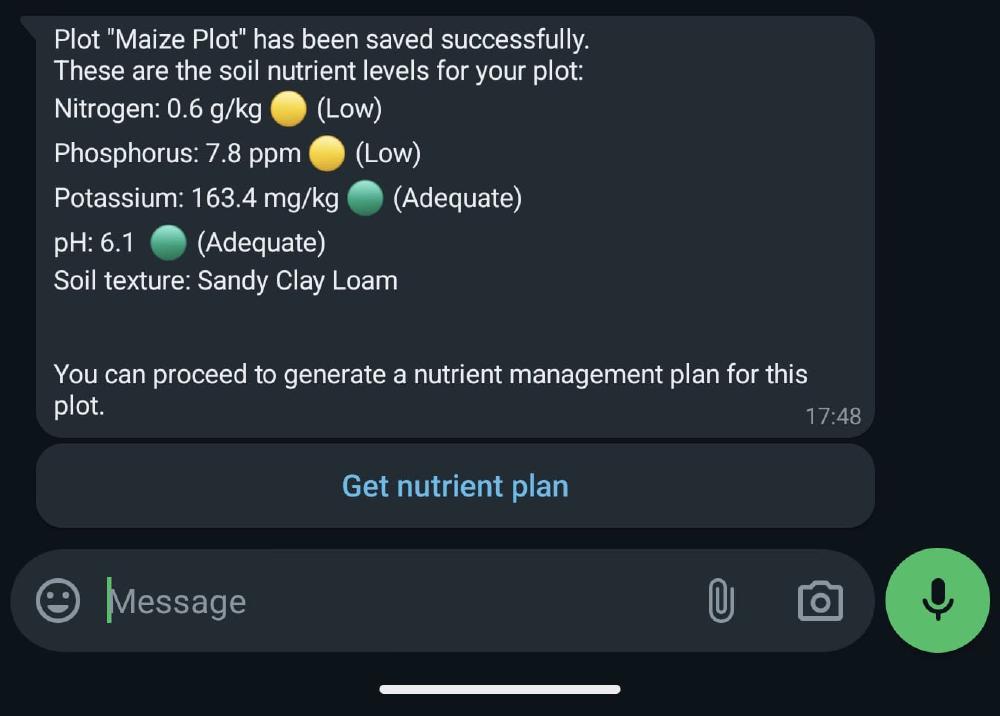 Plot "Maize Plot" has been saved successfully.
These are the soil nutrient levels for your plot:
Nitrogen: 0.6 g/kg 🟡 (Low)
Phosphorus: 7.8 ppm 🟡 (Low)
Potassium: 163.4 mg/kg 🟢 (Adequate)
pH: 6.1 🟢 (Adequate)
Soil texture: Sandy Clay Loam
You can proceed to generate a nutrient management plan for this
plot.
17:48
Get nutrient plan
Message